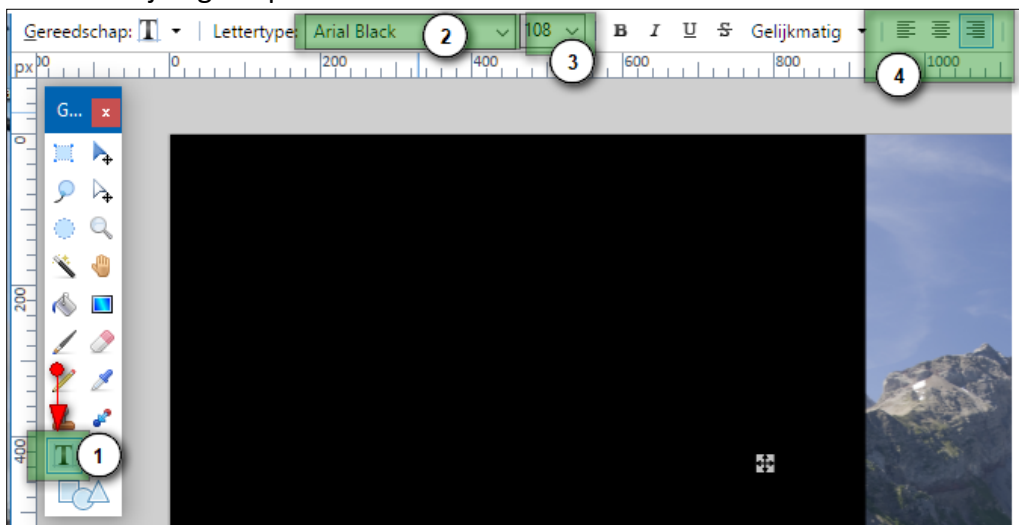 Gereedschap: T Lettertype: Arial Black 2 108 3 B I U S Gelijkmatig 4
px 0 200 400 600 800 1000
G... x
0
200
400
T 1